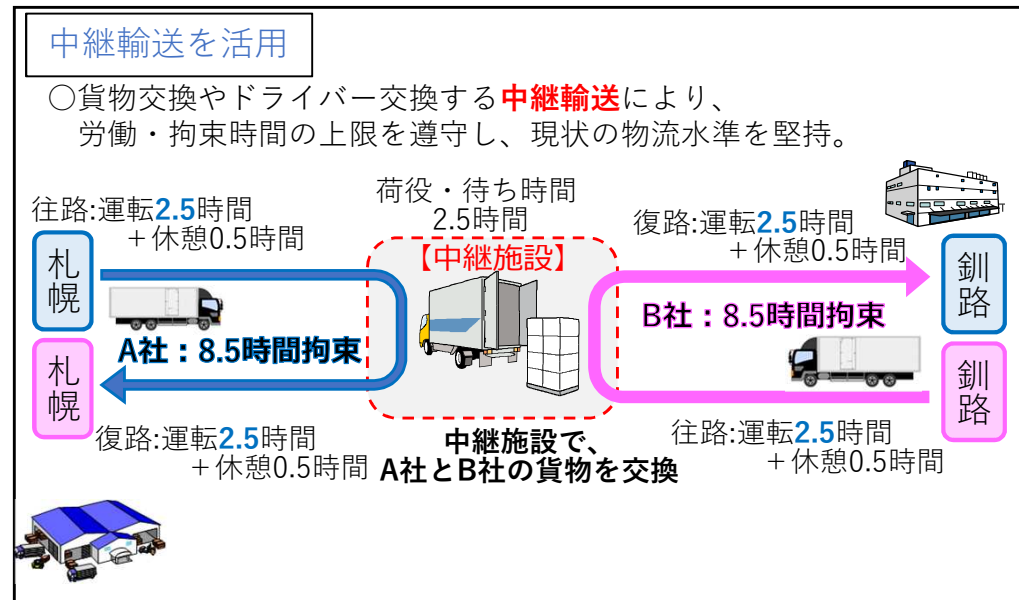 中継輸送を活用
○貨物交換やドライバー交換する中継輸送により、
労働・拘束時間の上限を遵守し、現状の物流水準を堅持。
荷役・待ち時間
2.5時間
往路:運転2.5時間
+休憩0.5時間
復路:運転2.5時間
+休憩0.5時間
札幌
【中継施設】
釧路
A社:8.5時間拘束
B社:8.5時間拘束
札幌
釧路
復路:運転2.5時間
+休憩0.5時間
中継施設で、
A社とB社の貨物を交換
往路:運転2.5時間
+休憩0.5時間